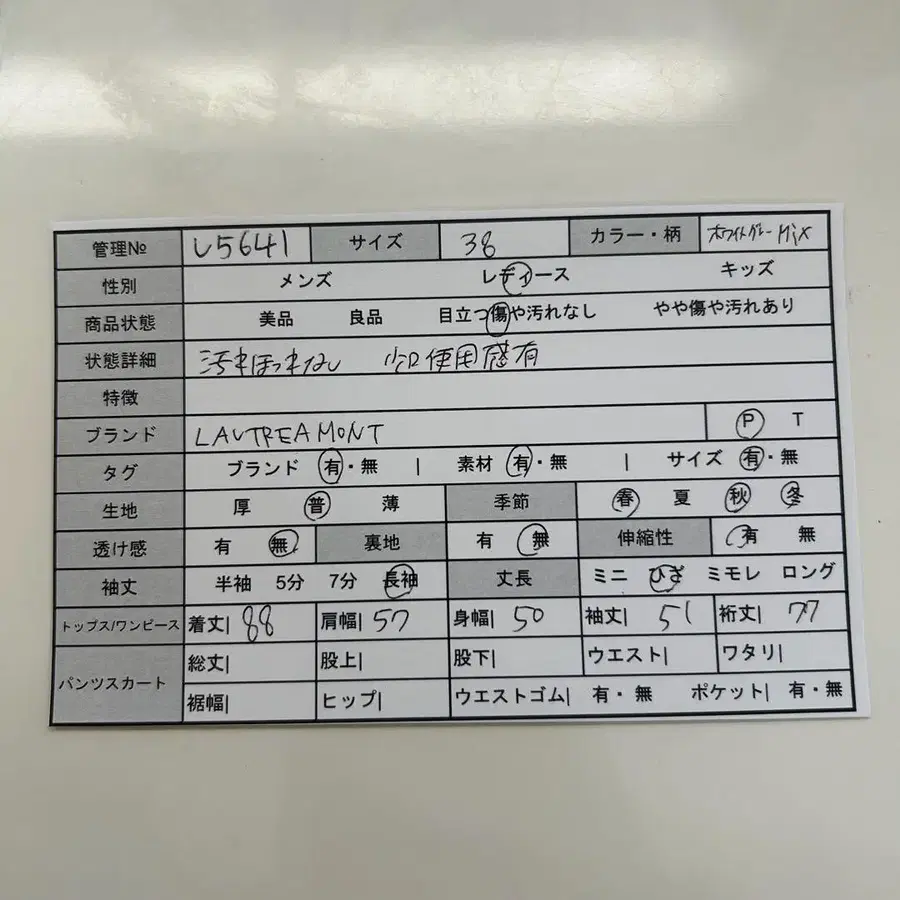 管理№ し5641 サイズ 38 カラー・柄 ホワイトグレーMix
性別 メンズ レディース キッズ
商品状態 美品 良品 目立つ傷や汚れなし やや傷や汚れあり
状態詳細 汚れほつれなし 少口使用感有
特徴
ブランド LAUTREAMONT P T
タグ ブランド 有・無 | 素材 有・無 | サイズ 有・無
生地 厚 普 薄 季節 春 夏 秋 冬
透け感 有 無 裏地 有 無 伸縮性 有 無
袖丈 半袖 5分 7分 長袖 丈長 ミニ ひざ ミモレ ロング
トップス/ワンピース 着丈| 88 肩幅| 57 身幅| 50 袖丈| 51 裄丈| 77
パンツスカート 総丈| 股上| 股下| ウエスト| ワタリ|
裾幅| ヒップ| ウエストゴム| 有・無 ポケット| 有・無